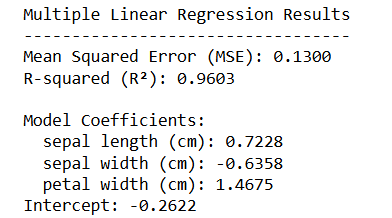 Multiple Linear Regression Results
----------------------------------
Mean Squared Error (MSE): 0.1300
R-squared (R²): 0.9603
Model Coefficients:
sepal length (cm): 0.7228
sepal width (cm): -0.6358
petal width (cm): 1.4675
Intercept: -0.2622